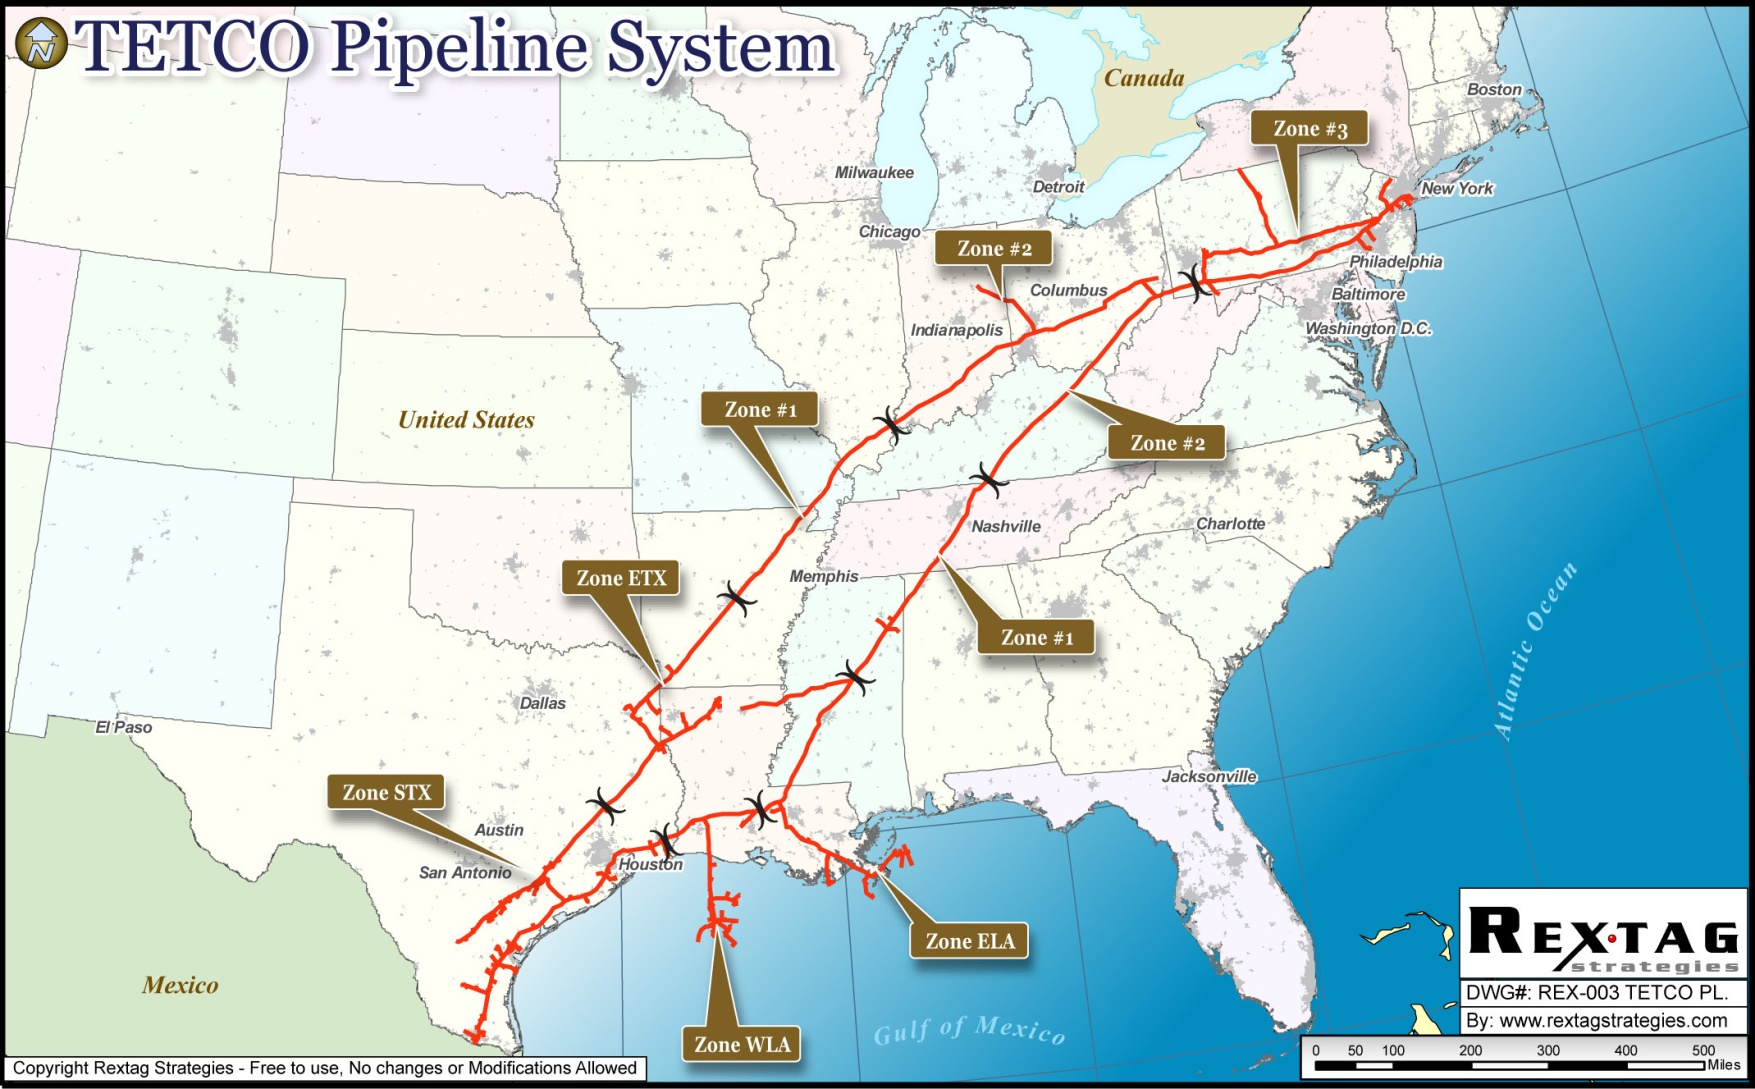 N
TETCO Pipeline System
Canada
Boston
Zone #3
Milwaukee
Detroit
New York
Chicago
Zone #2
Philadelphia
Columbus
Baltimore
Indianapolis
Washington D.C.
Zone #1
United States
Zone #2
Nashville
Charlotte
Zone ETX
Memphis
Zone #1
Atlantic Ocean
Dallas
El Paso
Jacksonville
Zone STX
Austin
Houston
San Antonio
Zone ELA
Mexico
Gulf of Mexico
Zone WLA
REXTAG
strategies
DWG#: REX-003 TETCO PL.
By: www.rextagstrategies.com
0 50 100 200 300 400 500
Miles
Copyright Rextag Strategies - Free to use, No changes or Modifications Allowed